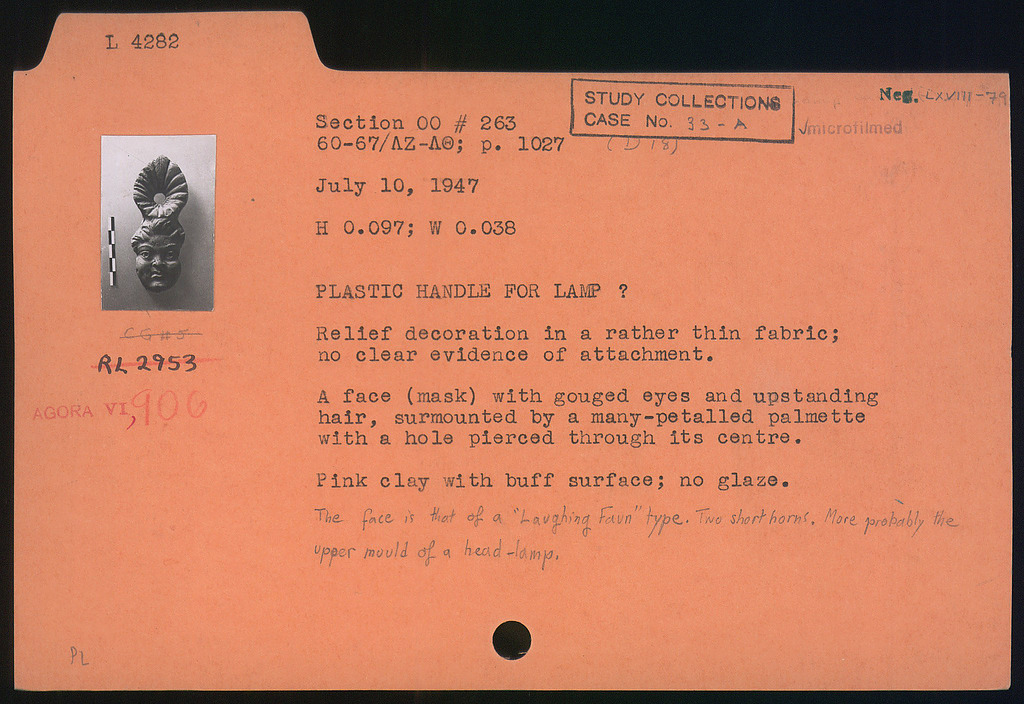 L 4282
STUDY COLLECTIONS
CASE No. 33-A
Neg. LXVIII-79
√microfilmed
Section OO # 263
60-67/ΛΖ-ΛΘ; p. 1027 (D 18)
July 10, 1947
H 0.097; W 0.038
PLASTIC HANDLE FOR LAMP ?
Relief decoration in a rather thin fabric;
no clear evidence of attachment.
RL 2953
AGORA VI, 906
A face (mask) with gouged eyes and upstanding
hair, surmounted by a many-petalled palmette
with a hole pierced through its centre.
Pink clay with buff surface; no glaze.
The face is that of a "Laughing Faun" type. Two short horns. More probably the
upper mould of a head-lamp.
PL